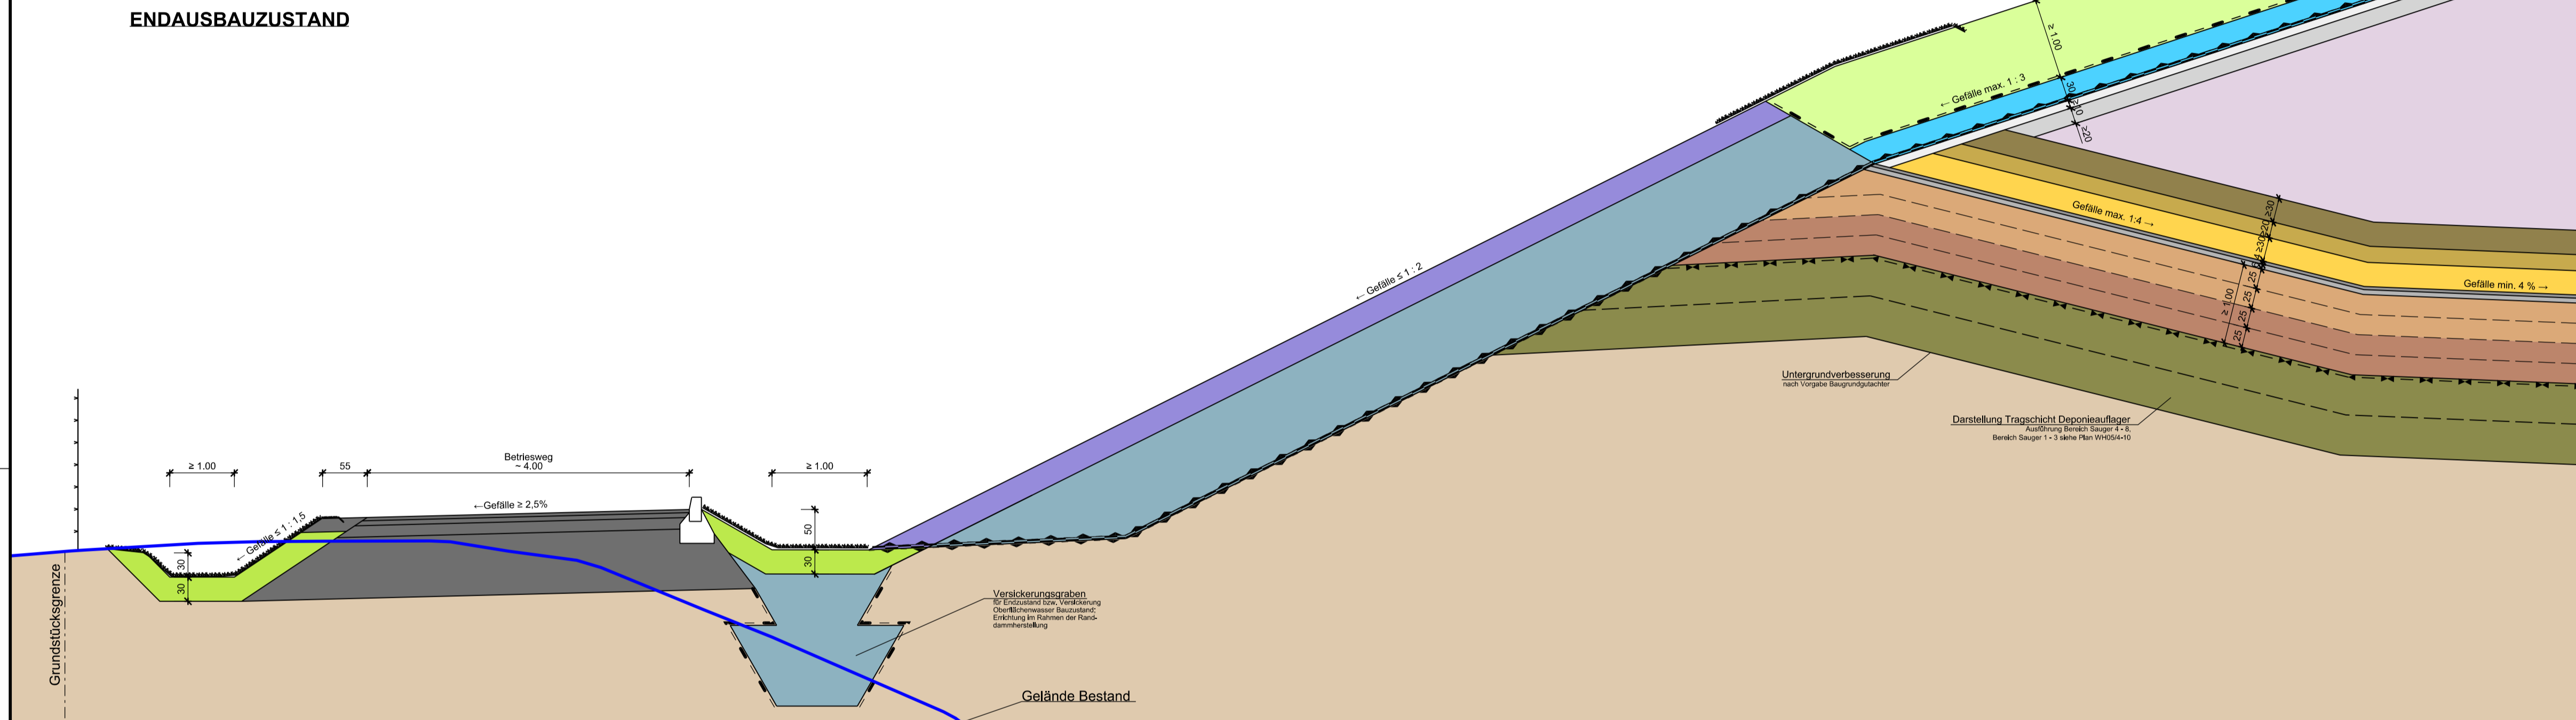 ENDAUSBAUZUSTAND
≥ 1.00
← Gefälle max. 1 : 3
30
≥10
≥20
← Gefälle ≤ 1 : 2
Gefälle max. 1:4 →
≥30
≥20
≥30
25
25
25
25
≥ 1.00
Gefälle min. 4 % →
Untergrundverbesserung
nach Vorgabe Baugrundgutachter
Darstellung Tragschicht Deponieauflager
Ausführung Bereich Sauger 4 - 8,
Bereich Sauger 1 - 3 siehe Plan WH05/4-10
≥ 1.00
55
Betriesweg
~ 4.00
≥ 1.00
←Gefälle ≥ 2,5%
← Gefälle ≤ 1 : 1,5
30
30
50
30
Grundstücksgrenze
Versickerungsgraben
für Endzustand bzw. Versickerung
Oberflächenwasser Bauzustand;
Errichtung im Rahmen der Rand-
dammherstellung
Gelände Bestand